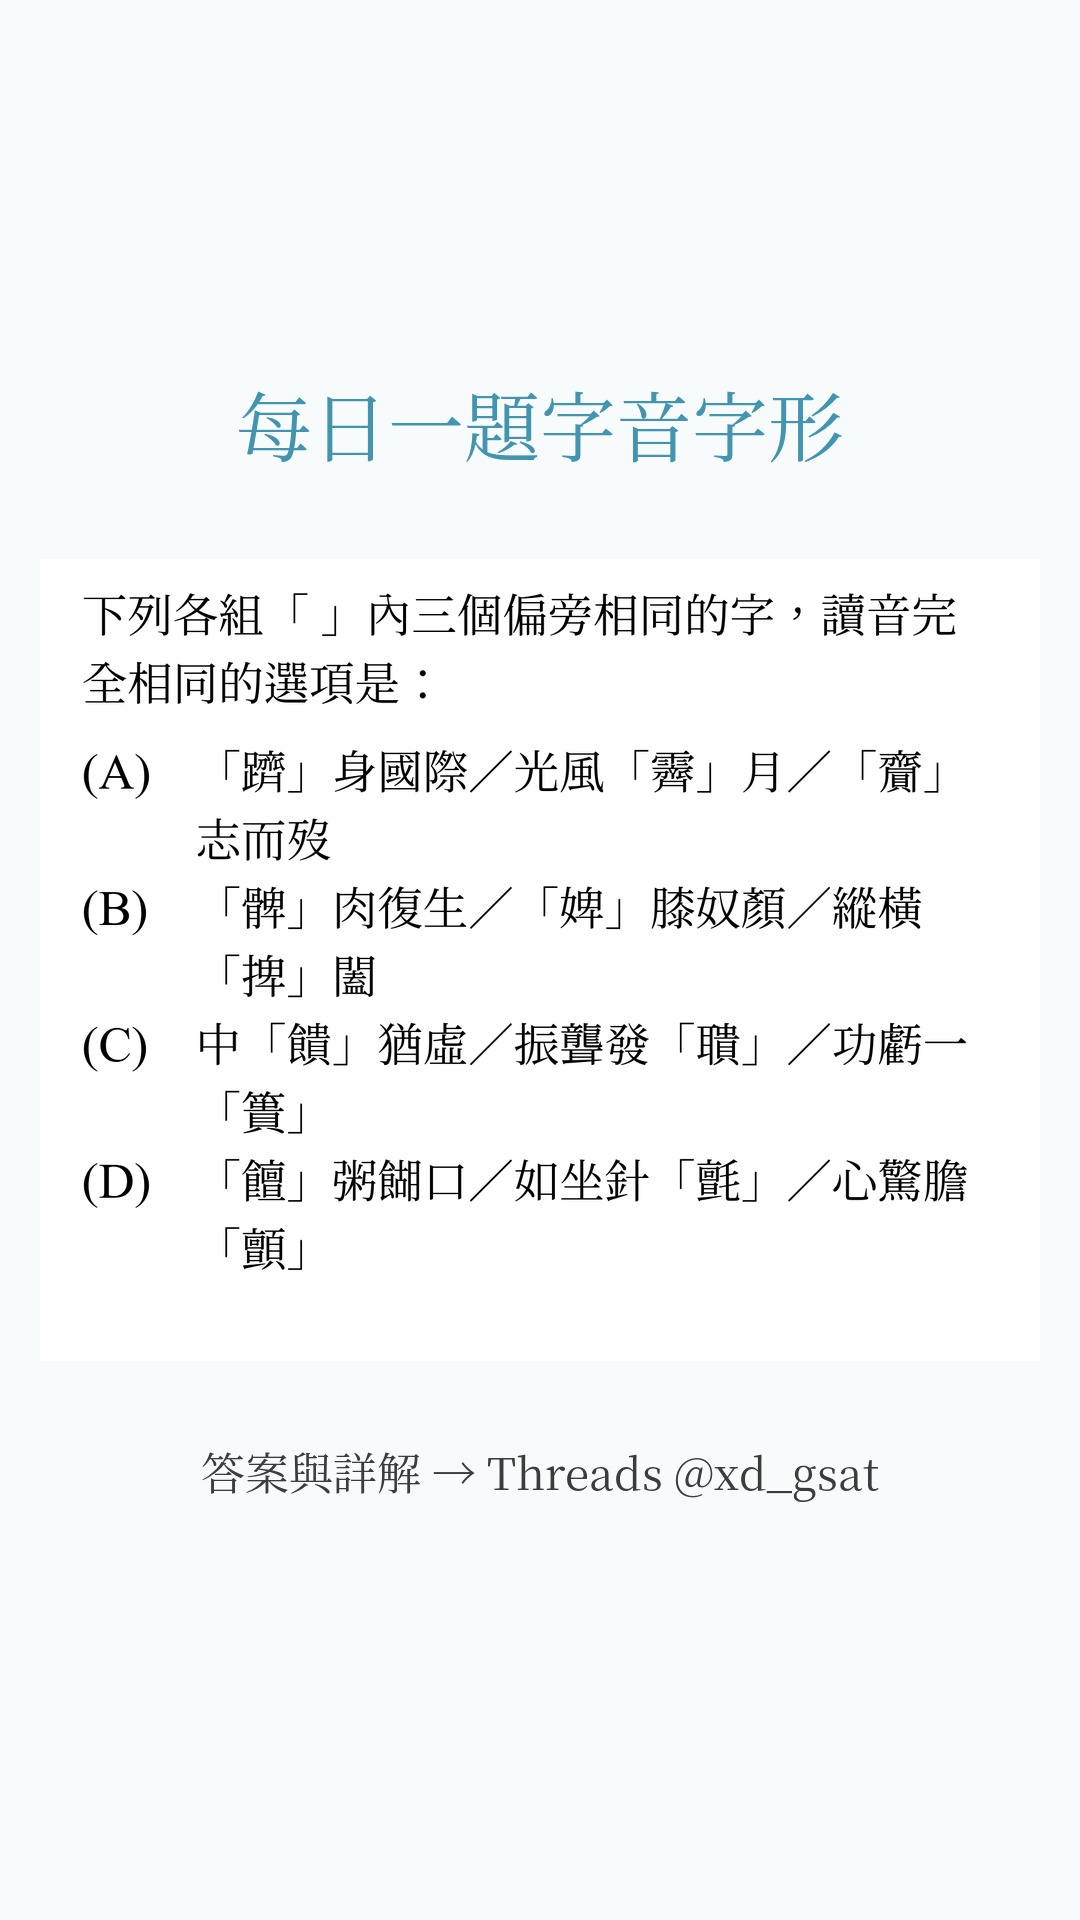 每日一題字音字形
下列各組「 」內三個偏旁相同的字，讀音完
全相同的選項是：
(A) 「躋」身國際／光風「霽」月／「齎」
志而歿
(B) 「髀」肉復生／「婢」膝奴顏／縱橫
「捭」闔
(C) 中「饋」猶虛／振聾發「聵」／功虧一
「簣」
(D) 「饘」粥餬口／如坐針「氈」／心驚膽
「顫」
答案與詳解 → Threads @xd_gsat